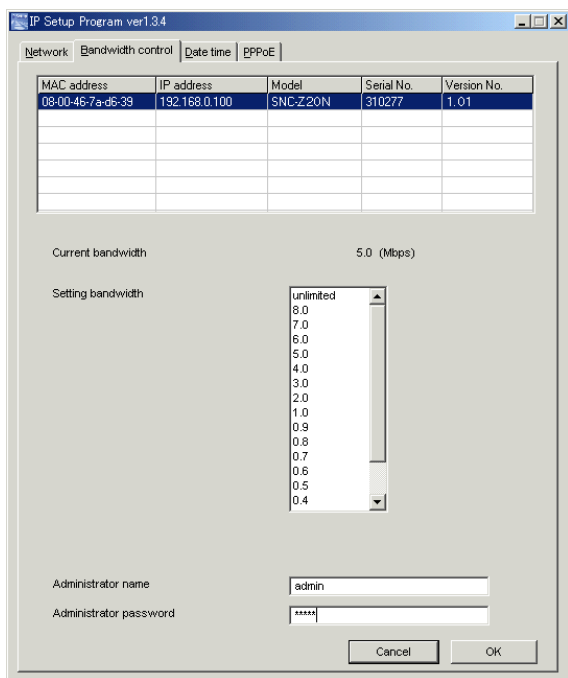 IP Setup Program ver1.3.4
Network Bandwidth control Date time PPPoE
MAC address IP address Model Serial No. Version No.
08-00-46-7a-d6-39 192.168.0.100 SNC-Z20N 310277 1.01
Current bandwidth 5.0 (Mbps)
Setting bandwidth
unlimited
8.0
7.0
6.0
5.0
4.0
3.0
2.0
1.0
0.9
0.8
0.7
0.6
0.5
0.4
Administrator name admin
Administrator password *****
Cancel OK